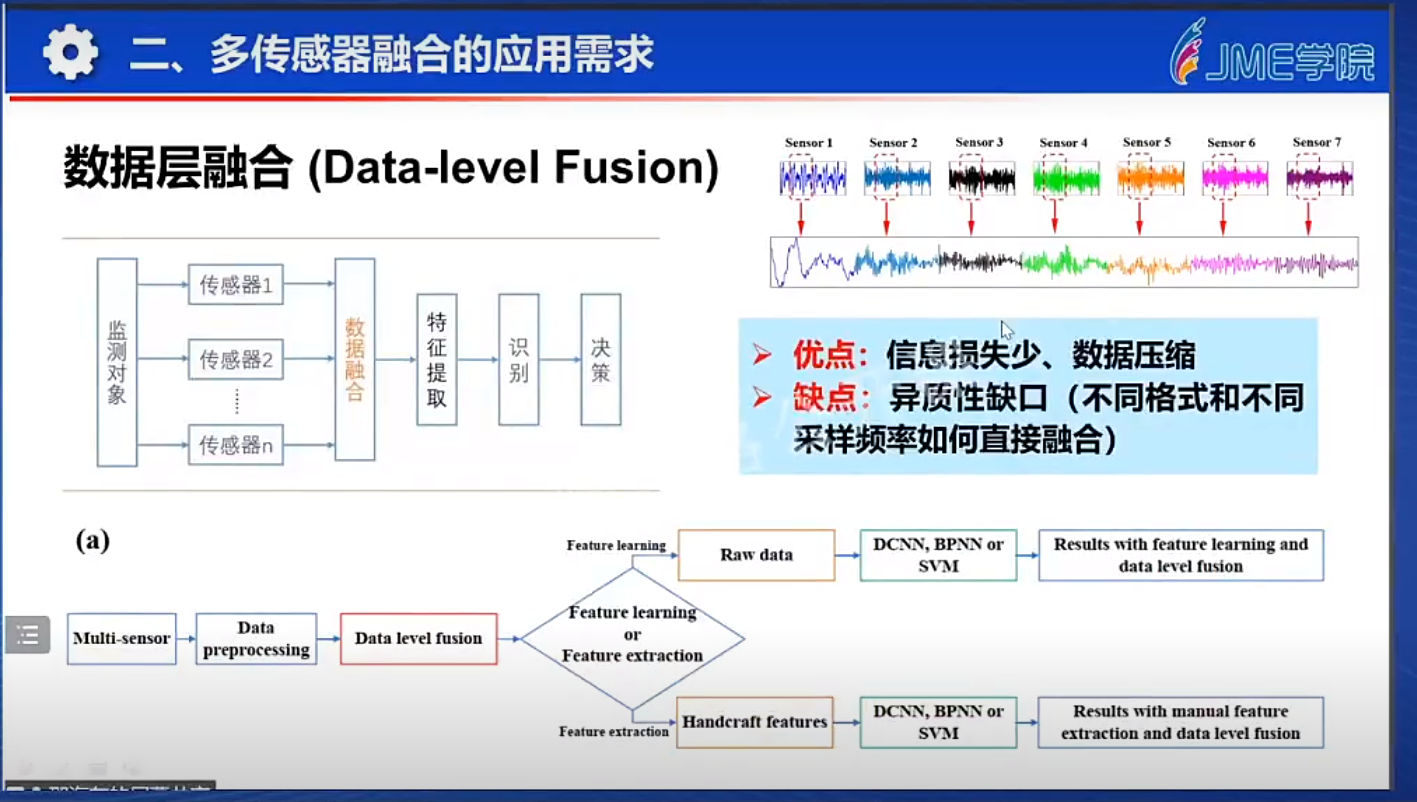 二、多传感器融合的应用需求
JME学院
数据层融合 (Data-level Fusion)
Sensor 1
Sensor 2
Sensor 3
Sensor 4
Sensor 5
Sensor 6
Sensor 7
监测对象
传感器1
传感器2
传感器n
数据融合
特征提取
识别
决策
优点：信息损失少、数据压缩
缺点：异质性缺口（不同格式和不同
采样频率如何直接融合）
(a)
Multi-sensor
Data
preprocessing
Data level fusion
Feature learning
or
Feature extraction
Feature learning
Raw data
DCNN, BPNN or
SVM
Results with feature learning and
data level fusion
Feature extraction
Handcraft features
DCNN, BPNN or
SVM
Results with manual feature
extraction and data level fusion